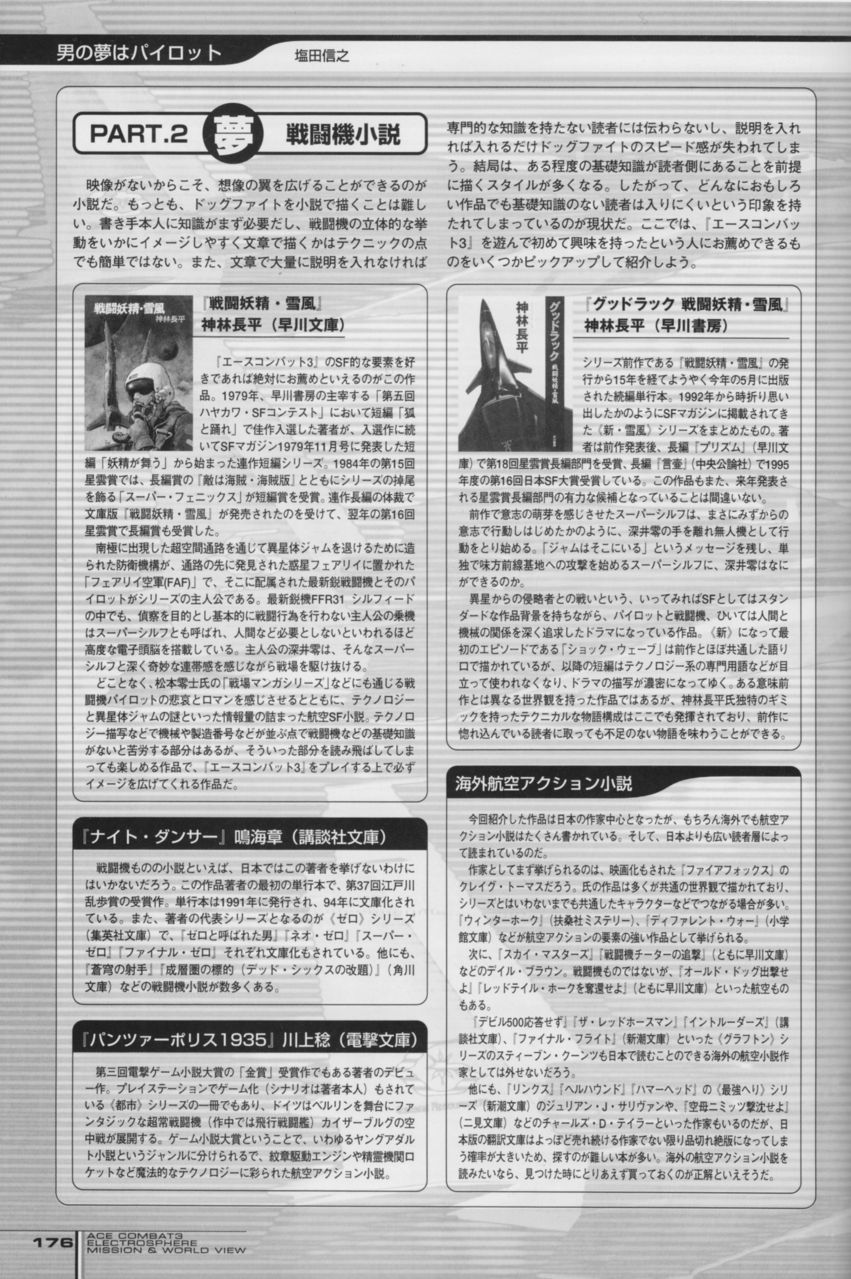 男の夢はパイロット
塩田信之
PART.2 夢 戦闘機小説
映像がないからこそ、想像の翼を広げることができるのが
小説だ。もっとも、ドッグファイトを小説で描くことは難し
い。書き手本人に知識がまず必要だし、戦闘機の立体的な挙
動をいかにイメージしやすく文章で描くかはテクニックの点
でも簡単ではない。また、文章で大量に説明を入れなければ
専門的な知識を持たない読者には伝わらないし、説明を入れ
れば入れるだけドッグファイトのスピード感が失われてしま
う。結局は、ある程度の基礎知識が読者側にあることを前提
に描くスタイルが多くなる。したがって、どんなにおもしろ
い作品でも基礎知識のない読者は入りにくいという印象を持
たれてしまっているのが現状だ。ここでは、『エースコンバッ
ト3』を遊んで初めて興味を持ったという人にお薦めできるも
のをいくつかピックアップして紹介しよう。
戦闘妖精・雪風
神林長平
『戦闘妖精・雪風』
神林長平（早川文庫）
『エースコンバット3』のSF的な要素を好
きであれば絶対にお薦めといえるのがこの作
品。1979年、早川書房の主宰する「第五回
ハヤカワ・SFコンテスト」において短編「狐
と踊れ」で佳作入選した著者が、入選作に続
いてSFマガジン1979年11月号に発表した短
編「妖精が舞う」から始まった連作短編シリーズ。1984年の第15回
星雲賞では、長編賞の『敵は海賊・海賊版』とともにシリーズの掉尾
を飾る「スーパー・フェニックス」が短編賞を受賞。連作長編の体裁で
文庫版『戦闘妖精・雪風』が発売されたのを受けて、翌年の第16回
星雲賞で長編賞も受賞した。
南極に出現した超空間通路を通じて異星体ジャムを退けるために造
られた防衛機構が、通路の先に発見された惑星フェアリイに置かれた
「フェアリイ空軍(FAF)」で、そこに配属された最新鋭戦闘機とそのパ
イロットがシリーズの主人公である。最新鋭機FFR31 シルフィード
の中でも、偵察を目的とし基本的に戦闘行為を行わない主人公の乗機
はスーパーシルフとも呼ばれ、人間など必要としないといわれるほど
高度な電子頭脳を搭載している。主人公の深井零は、そんなスーパー
シルフと深く奇妙な連帯感を感じながら戦場を駆け抜ける。
どことなく、松本零士氏の「戦場マンガシリーズ」などにも通じる戦
闘機パイロットの悲哀とロマンを感じさせるとともに、テクノロジー
と異星体ジャムの謎といった情報量の詰まった航空SF小説。テクノロ
ジー描写などで機械や製造番号などが並ぶ点で戦闘機などの基礎知識
がないと苦労する部分はあるが、そういった部分を読み飛ばしてしま
っても楽しめる作品で、『エースコンバット3』をプレイする上で必ず
イメージを広げてくれる作品だ。
『ナイト・ダンサー』鳴海章（講談社文庫）
戦闘機ものの小説といえば、日本ではこの著者を挙げないわけに
はいかないだろう。この作品著者の最初の単行本で、第37回江戸川
乱歩賞の受賞作。単行本は1991年に発行され、94年に文庫化され
ている。また、著者の代表シリーズとなるのが〈ゼロ〉シリーズ
（集英社文庫）で、『ゼロと呼ばれた男』『ネオ・ゼロ』『スーパー・
ゼロ』『ファイナル・ゼロ』それぞれ文庫化もされている。他にも、
『蒼穹の射手』『成層圏の標的（デッド・シックスの改題）』（角川
文庫）などの戦闘機小説が数多くある。
『パンツァーポリス1935』川上稔（電撃文庫）
第三回電撃ゲーム小説大賞の「金賞」受賞作でもある著者のデビュ
ー作。プレイステーションでゲーム化（シナリオは著者本人）もされて
いる〈都市〉シリーズの一冊でもあり、ドイツはベルリンを舞台にファ
ンタジックな超常戦闘機（作中では飛行戦闘艦）カイザーブルグの空
中戦が展開する。ゲーム小説大賞ということで、いわゆるヤングアダル
ト小説というジャンルに分けられるで、紋章駆動エンジンや精霊機関ロ
ケットなど魔法的なテクノロジーに彩られた航空アクション小説。
神林長平
グッドラック 戦闘妖精・雪風
『グッドラック 戦闘妖精・雪風』
神林長平（早川書房）
シリーズ前作である『戦闘妖精・雪風』の発
行から15年を経てようやく今年の5月に出版
された続編単行本。1992年から時折り思い
出したかのようにSFマガジンに掲載されてき
た〈新・雪風〉シリーズをまとめたもの。著
者は前作発表後、長編『プリズム』（早川文
庫）で第18回星雲賞長編部門を受賞、長編『言壷』（中央公論社）で1995
年度の第16回日本SF大賞受賞している。この作品もまた、来年発表さ
れる星雲賞長編部門の有力な候補となっていることは間違いない。
前作で意志の萌芽を感じさせたスーパーシルフは、まさにみずからの
意志で行動しはじめたかのように、深井零の手を離れ無人機として行
動をとり始める。「ジャムはそこにいる」というメッセージを残し、単
独で味方前線基地への攻撃を始めるスーパーシルフに、深井零はなに
ができるのか。
異星からの侵略者との戦いという、いってみればSFとしてはスタン
ダードな作品背景を持ちながら、パイロットと戦闘機、ひいては人間と
機械の関係を深く追求したドラマになっている作品。〈新〉になって最
初のエピソードである「ショック・ウェーブ」は前作とほぼ共通した語り
口で描かれているが、以降の短編はテクノロジー系の専門用語などが目
立って使われなくなり、ドラマの描写が濃密になってゆく。ある意味前
作とは異なる世界観を持った作品ではあるが、神林長平氏独特のギミ
ックを持ったテクニカルな物語構成はここでも発揮されており、前作に
惚れ込んでいる読者に取っても不足のない物語を味わうことができる。
海外航空アクション小説
今回紹介した作品は日本の作家中心となったが、もちろん海外でも航空ア
クション小説はたくさん書かれている。そして、日本よりも広い読者層によっ
て読まれているのだ。
作家としてまず挙げられるのは、映画化もされた『ファイアフォックス』の
クレイグ・トーマスだろう。氏の作品は多くが共通の世界観で描かれており、
シリーズとはいわないまでも共通したキャラクターなどでつながる場合が多い。
『ウィンターホーク』（扶桑社ミステリー）、『ディファレント・ウォー』（小学
館文庫）などが航空アクションの要素の強い作品として挙げられる。
次に、『スカイ・マスターズ』『戦闘機チーターの追撃』（ともに早川文庫）
などのデイル・ブラウン。戦闘機ものではないが、『オールド・ドッグ出撃せ
よ』『レッドテイル・ホークを奪還せよ』（ともに早川文庫）といった航空もの
もある。
『デビル500応答せず』『ザ・レッドホースマン』『イントルーダーズ』（講
談社文庫）、『ファイナル・フライト』（新潮文庫）といった〈グラフトン〉シ
リーズのスティーブン・クーンツも日本で読むことのできる海外の航空小説作
家としては外せないだろう。
他にも、『リンクス』『ヘルハウンド』『ハマーヘッド』の〈最強ヘリ〉シリ
ーズ（新潮文庫）のジュリアン・J・サリヴァンや、『空母ニミッツ撃沈せよ』
（二見文庫）などのチャールズ・D・テイラーといった作家もいるのだが、日
本版の翻訳文庫はよっぽど売れ続ける作家でない限り品切れ絶版になってしま
う確率が大きいため、探すのが難しい本が多い。海外の航空アクション小説を
読みたいなら、見つけた時にとりあえず買っておくのが正解といえそうだ。
176
ACE COMBAT3
ELECTROSPHERE
MISSION & WORLD VIEW